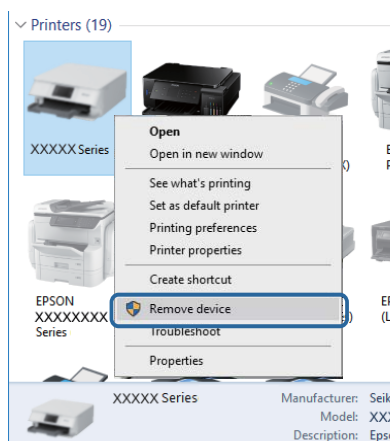 Printers (19)
XXXXX Series
Open
Open in new window
See what's printing
Set as default printer
Printing preferences
Printer properties
Create shortcut
Remove device
Troubleshoot
Properties
EPSON
XXXXXXXX
Series
XXXXX Series
Manufacturer:
Model:
Description: